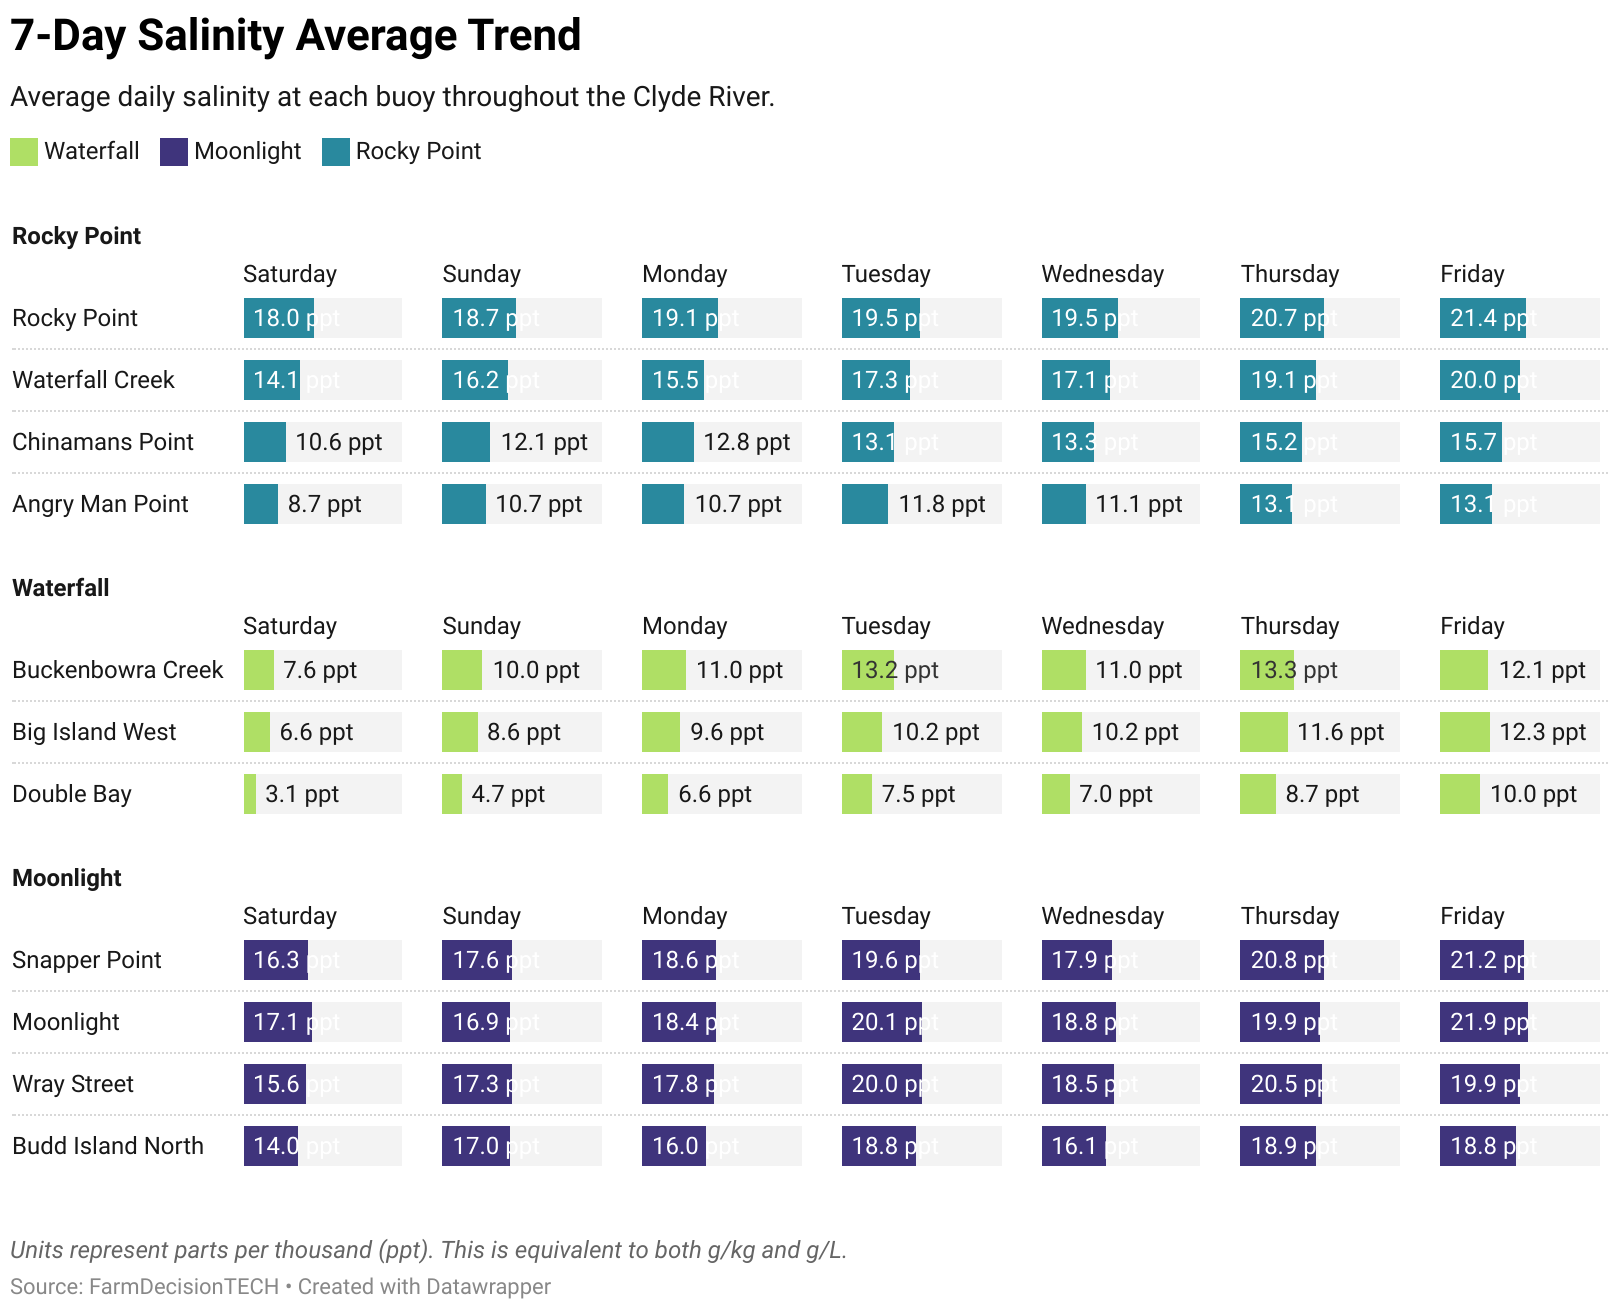 7-Day Salinity Average Trend
Average daily salinity at each buoy throughout the Clyde River.
Waterfall Moonlight Rocky Point
Rocky Point
Saturday Sunday Monday Tuesday Wednesday Thursday Friday
Rocky Point 18.0 ppt 18.7 ppt 19.1 ppt 19.5 ppt 19.5 ppt 20.7 ppt 21.4 ppt
Waterfall Creek 14.1 ppt 16.2 ppt 15.5 ppt 17.3 ppt 17.1 ppt 19.1 ppt 20.0 ppt
Chinamans Point 10.6 ppt 12.1 ppt 12.8 ppt 13.1 ppt 13.3 ppt 15.2 ppt 15.7 ppt
Angry Man Point 8.7 ppt 10.7 ppt 10.7 ppt 11.8 ppt 11.1 ppt 13.1 ppt 13.1 ppt
Waterfall
Saturday Sunday Monday Tuesday Wednesday Thursday Friday
Buckenbowra Creek 7.6 ppt 10.0 ppt 11.0 ppt 13.2 ppt 11.0 ppt 13.3 ppt 12.1 ppt
Big Island West 6.6 ppt 8.6 ppt 9.6 ppt 10.2 ppt 10.2 ppt 11.6 ppt 12.3 ppt
Double Bay 3.1 ppt 4.7 ppt 6.6 ppt 7.5 ppt 7.0 ppt 8.7 ppt 10.0 ppt
Moonlight
Saturday Sunday Monday Tuesday Wednesday Thursday Friday
Snapper Point 16.3 ppt 17.6 ppt 18.6 ppt 19.6 ppt 17.9 ppt 20.8 ppt 21.2 ppt
Moonlight 17.1 ppt 16.9 ppt 18.4 ppt 20.1 ppt 18.8 ppt 19.9 ppt 21.9 ppt
Wray Street 15.6 ppt 17.3 ppt 17.8 ppt 20.0 ppt 18.5 ppt 20.5 ppt 19.9 ppt
Budd Island North 14.0 ppt 17.0 ppt 16.0 ppt 18.8 ppt 16.1 ppt 18.9 ppt 18.8 ppt
Units represent parts per thousand (ppt). This is equivalent to both g/kg and g/L.
Source: FarmDecisionTECH • Created with Datawrapper